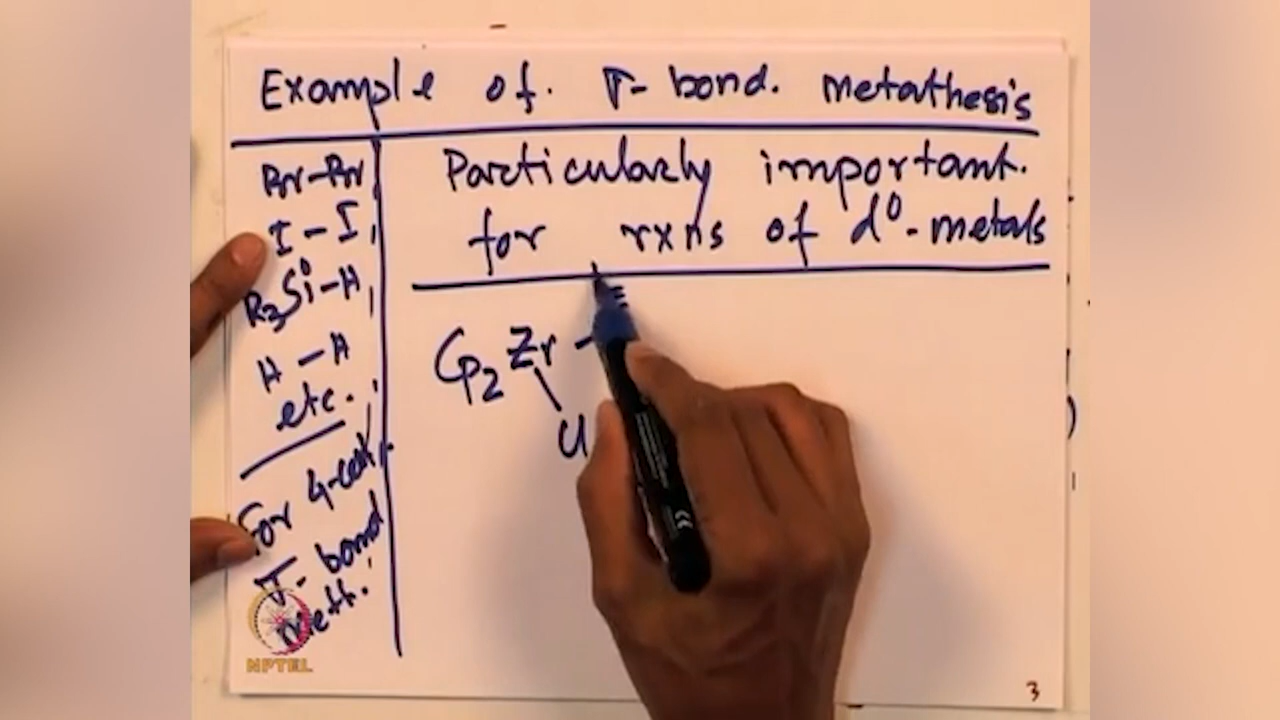 Example of. σ-bond. metathesis
Br-Br,
I-I,
R3Si-H,
H-H
etc.
For 4-cent.
σ-bond
mett.
Particularly important.
for rxns of d⁰-metals
Cp2Zr-
Cl
NPTEL
3